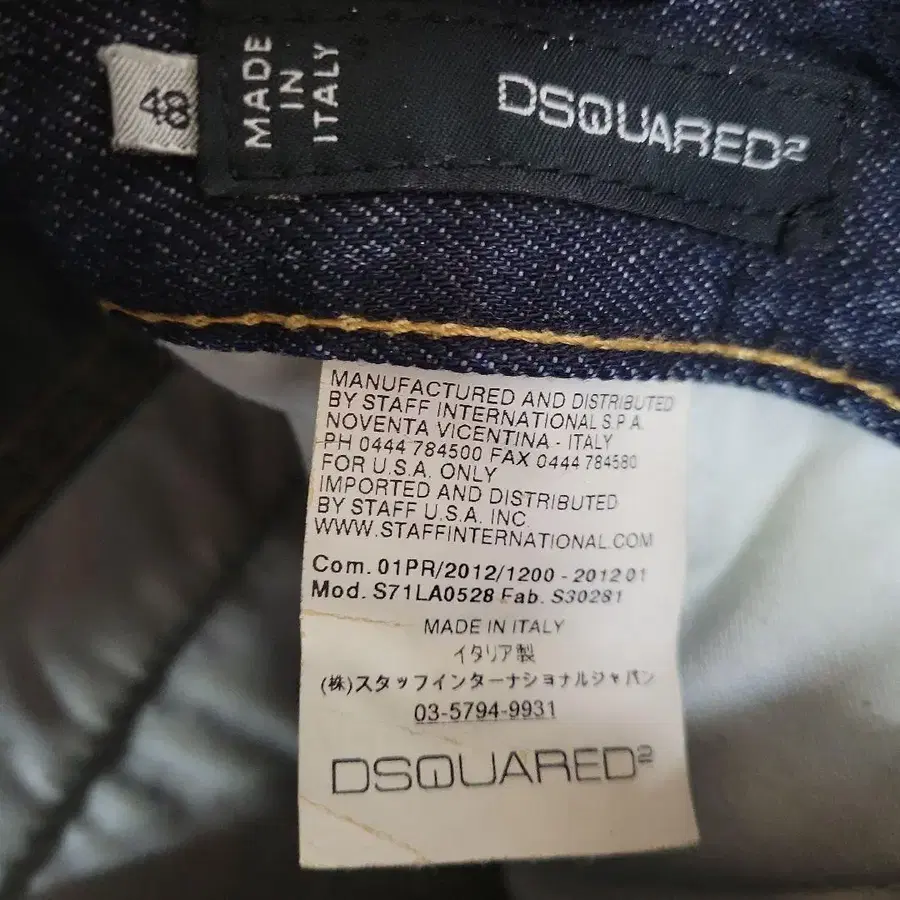 48
MADE
IN
ITALY
DSQUARED2
MANUFACTURED AND DISTRIBUTED
BY STAFF INTERNATIONAL S.P.A.
NOVENTA VICENTINA - ITALY
PH 0444 784500 FAX 0444 784580
FOR U.S.A. ONLY
IMPORTED AND DISTRIBUTED
BY STAFF U.S.A. INC.
WWW.STAFFINTERNATIONAL.COM
Com. 01PR/2012/1200 - 2012 01
Mod. S71LA0528 Fab. S30281
MADE IN ITALY
イタリア製
(株)スタッフインターナショナルジャパン
03-5794-9931
DSQUARED2